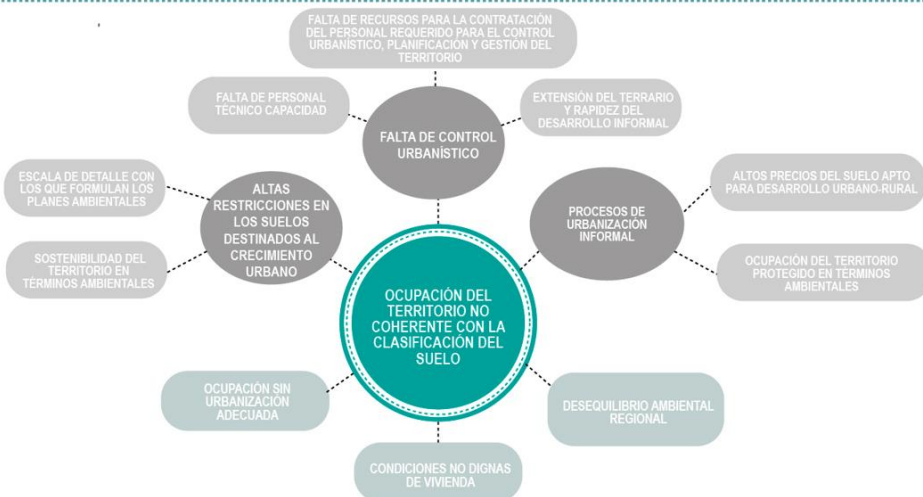 FALTA DE RECURSOS PARA LA CONTRATACIÓN
DEL PERSONAL REQUERIDO PARA EL CONTROL
URBANÍSTICO, PLANIFICACIÓN Y GESTIÓN DEL
TERRITORIO
FALTA DE PERSONAL
TÉCNICO CAPACIDAD
EXTENSIÓN DEL TERRARIO
Y RAPIDEZ DEL
DESARROLLO INFORMAL
FALTA DE CONTROL
URBANÍSTICO
ESCALA DE DETALLE CON
LOS QUE FORMULAN LOS
PLANES AMBIENTALES
ALTAS
RESTRICCIONES EN
LOS SUELOS
DESTINADOS AL
CRECIMIENTO
URBANO
ALTOS PRECIOS DEL SUELO APTO
PARA DESARROLLO URBANO-RURAL
PROCESOS DE
URBANIZACIÓN
INFORMAL
SOSTENIBILIDAD DEL
TERRITORIO EN
TÉRMINOS AMBIENTALES
OCUPACIÓN DEL TERRITORIO
PROTEGIDO EN TÉRMINOS
AMBIENTALES
OCUPACIÓN DEL
TERRITORIO NO
COHERENTE CON LA
CLASIFICACIÓN DEL
SUELO
OCUPACIÓN SIN
URBANIZACIÓN
ADECUADA
DESEQUILIBRIO AMBIENTAL
REGIONAL
CONDICIONES NO DIGNAS
DE VIVIENDA